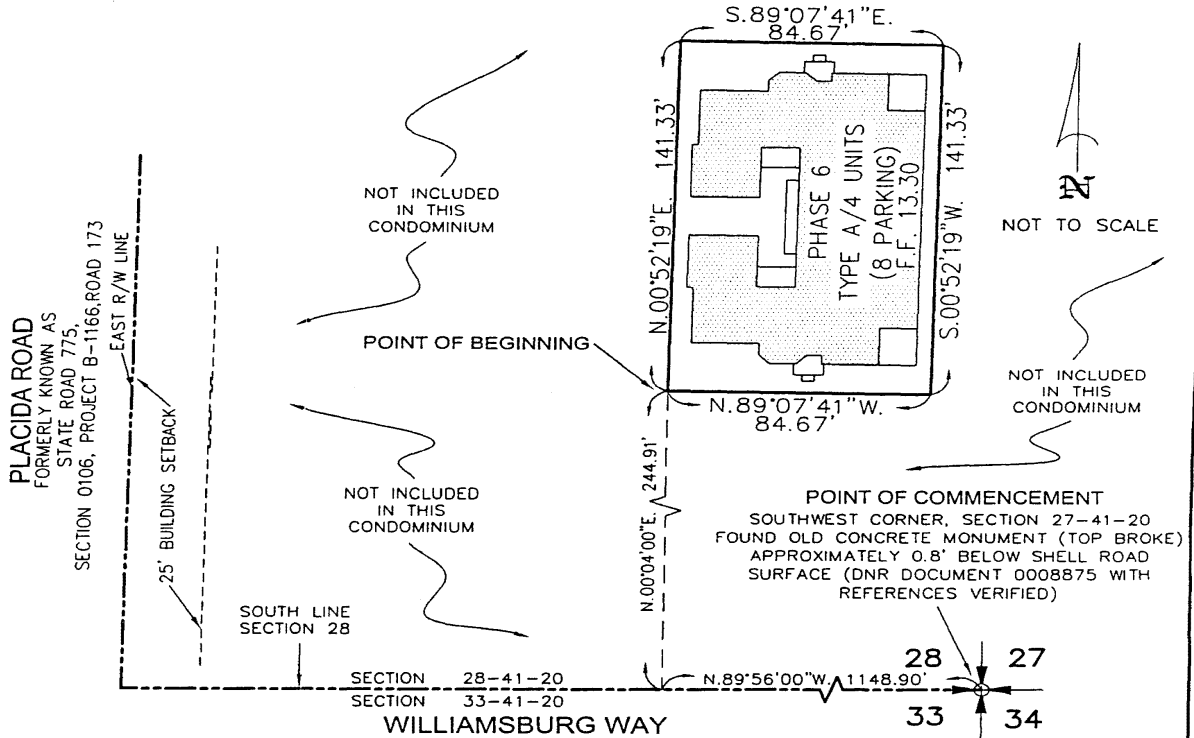 S.89°07'41"E.
84.67'
N.00°52'19"E. 141.33'
S.00°52'19"W. 141.33'
PHASE 6
TYPE A/4 UNITS
(8 PARKING)
F.F. 13.30
N
NOT TO SCALE
NOT INCLUDED
IN THIS
CONDOMINIUM
PLACIDA ROAD
FORMERLY KNOWN AS
STATE ROAD 775,
SECTION 0106, PROJECT B-1166,ROAD 173
EAST R/W LINE
25' BUILDING SETBACK
POINT OF BEGINNING
N.89°07'41"W.
84.67'
NOT INCLUDED
IN THIS
CONDOMINIUM
NOT INCLUDED
IN THIS
CONDOMINIUM
N.00°04'00"E. 244.91'
POINT OF COMMENCEMENT
SOUTHWEST CORNER, SECTION 27-41-20
FOUND OLD CONCRETE MONUMENT (TOP BROKE)
APPROXIMATELY 0.8' BELOW SHELL ROAD
SURFACE (DNR DOCUMENT 0008875 WITH
REFERENCES VERIFIED)
SOUTH LINE
SECTION 28
28 27
SECTION 28-41-20
N.89°56'00"W. 1148.90'
SECTION 33-41-20
33 34
WILLIAMSBURG WAY